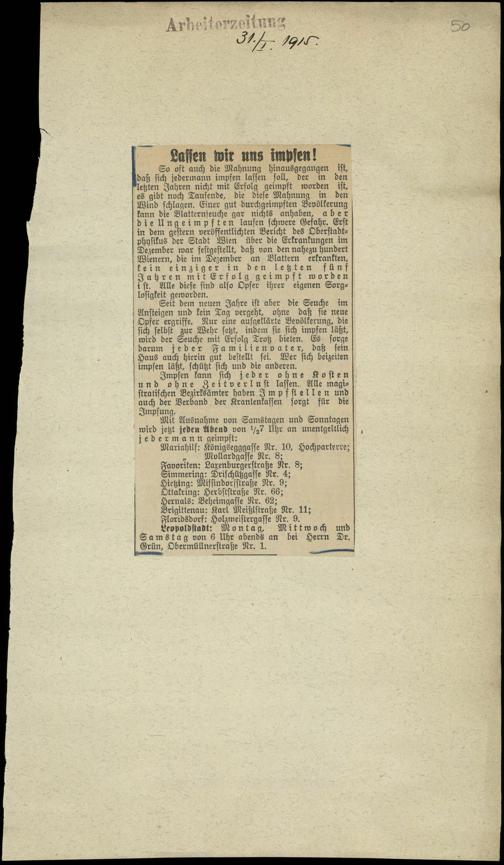 Arbeiterzeitung
50
31./I. 1915.
Lassen wir uns impfen!
So oft auch die Mahnung hinausgegangen ist,
daß sich jedermann impfen lassen soll, der in den
letzten Jahren nicht mit Erfolg geimpft worden ist,
es gibt noch Tausende, die diese Mahnung in den
Wind schlagen. Einer gut durchgeimpften Bevölkerung
kann die Blatternseuche gar nichts anhaben, aber
die Ungeimpften laufen schwere Gefahr. Erst
in dem gestern veröffentlichten Bericht des Oberstadt-
physikus der Stadt Wien über die Erkrankungen im
Dezember war festgestellt, daß von den nahezu hundert
Wienern, die im Dezember an Blattern erkrankten,
kein einziger in den letzten fünf
Jahren mit Erfolg geimpft worden
ist. Alle diese sind also Opfer ihrer eigenen Sorg-
losigkeit geworden.
Seit dem neuen Jahre ist aber die Seuche im
Ansteigen und kein Tag vergeht, ohne daß sie neue
Opfer ergriffe. Nur eine aufgeklärte Bevölkerung, die
sich selbst zur Wehr setzt, indem sie sich impfen läßt,
wird der Seuche mit Erfolg Trotz bieten. Es sorge
darum jeder Familienvater, daß sein
Haus auch hierin gut bestellt sei. Wer sich beizeiten
impfen läßt, schützt sich und die anderen.
Impfen kann sich jeder ohne Kosten
und ohne Zeitverlust lassen. Alle magi-
stratischen Bezirksämter haben Impfstellen und
auch der Verband der Krankenkassen sorgt für die
Impfung.
Mit Ausnahme von Samstagen und Sonntagen
wird jetzt jeden Abend von ½7 Uhr an unentgeltlich
jedermann geimpft:
Mariahilf: Königsegggasse Nr. 10, Hochparterre;
Mollardgasse Nr. 8;
Favoriten: Laxenburgerstraße Nr. 8;
Simmering: Drischützgasse Nr. 4;
Hietzing: Missindorfstraße Nr. 9;
Ottakring: Herbststraße Nr. 66;
Hernals: Beheimgasse Nr. 62;
Brigittenau: Karl Meißlstraße Nr. 11;
Floridsdorf: Holzmeistergasse Nr. 9.
Leopoldstadt: Montag, Mittwoch und
Samstag von 6 Uhr abends an bei Herrn Dr.
Grün, Obermüllnerstraße Nr. 1.